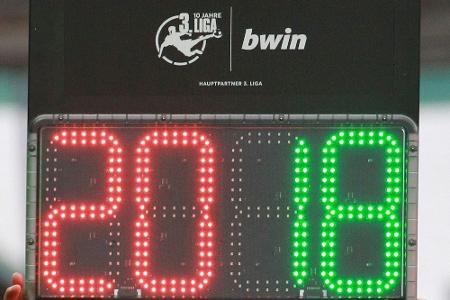 10 JAHRE
3. LIGA
bwin
HAUPTPARTNER 3. LIGA
20 18